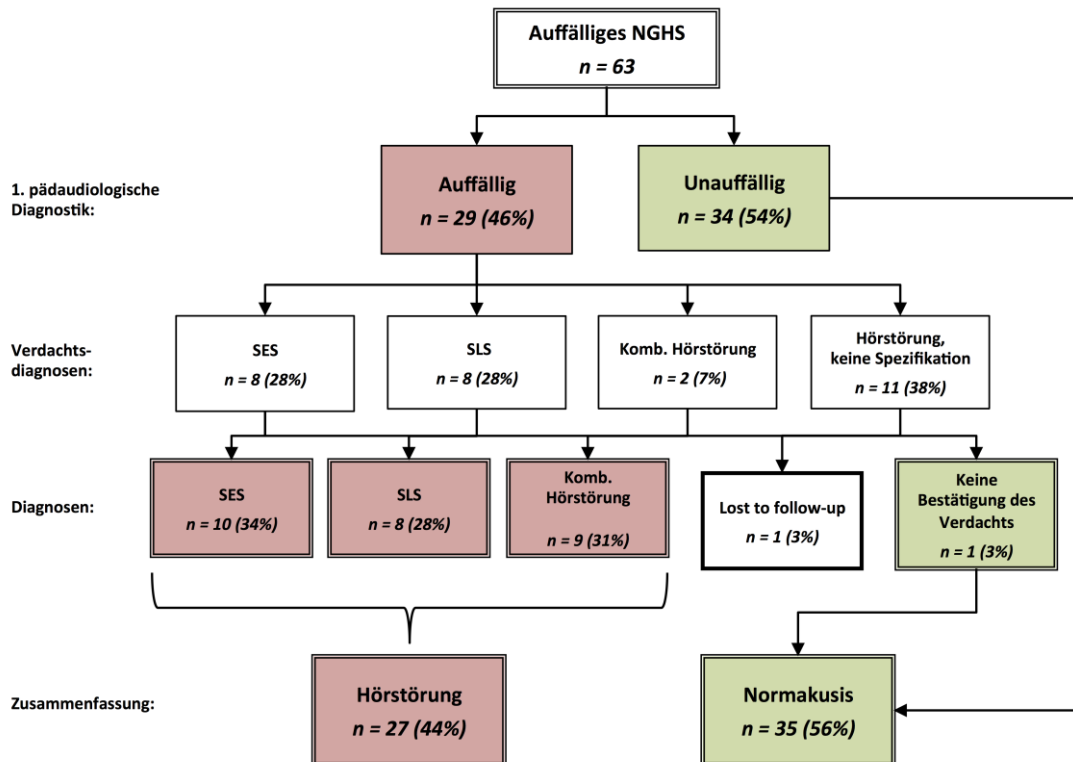 Auffälliges NGHS
n = 63
1. pädaudiologische
Diagnostik:
Auffällig
n = 29 (46%)
Unauffällig
n = 34 (54%)
Verdachts-
diagnosen:
SES
n = 8 (28%)
SLS
n = 8 (28%)
Komb. Hörstörung
n = 2 (7%)
Hörstörung,
keine Spezifikation
n = 11 (38%)
Diagnosen:
SES
n = 10 (34%)
SLS
n = 8 (28%)
Komb.
Hörstörung
n = 9 (31%)
Lost to follow-up
n = 1 (3%)
Keine
Bestätigung des
Verdachts
n = 1 (3%)
Zusammenfassung:
Hörstörung
n = 27 (44%)
Normakusis
n = 35 (56%)